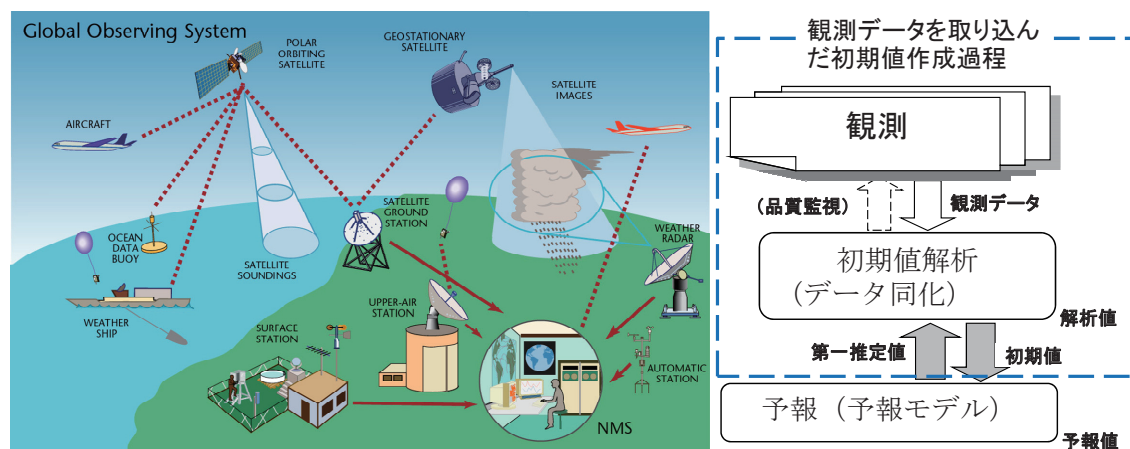 Global Observing System
POLAR
ORBITING
SATELLITE
GEOSTATIONARY
SATELLITE
SATELLITE
IMAGES
AIRCRAFT
OCEAN
DATA
BUOY
SATELLITE
SOUNDINGS
SATELLITE
GROUND
STATION
WEATHER
RADAR
WEATHER
SHIP
UPPER-AIR
STATION
SURFACE
STATION
AUTOMATIC
STATION
NMS
観測データを取り込ん
だ初期値作成過程
観測
(品質監視)
観測データ
初期値解析
(データ同化)
解析値
第一推定値
初期値
予報(予報モデル)
予報値